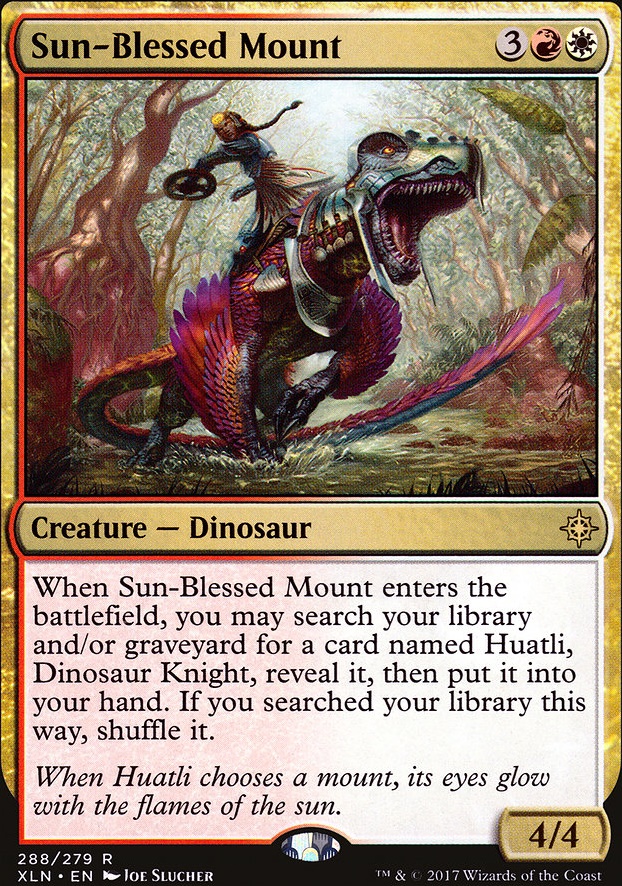 Sun-Blessed Mount 3
Creature — Dinosaur
When Sun-Blessed Mount enters the
battlefield, you may search your library
and/or graveyard for a card named Huatli,
Dinosaur Knight, reveal it, then put it into
your hand. If you searched your library this
way, shuffle it.
When Huatli chooses a mount, its eyes glow
with the flames of the sun.
4/4
288/279 R
XLN • EN Joe Slucher ™ & © 2017 Wizards of the Coast